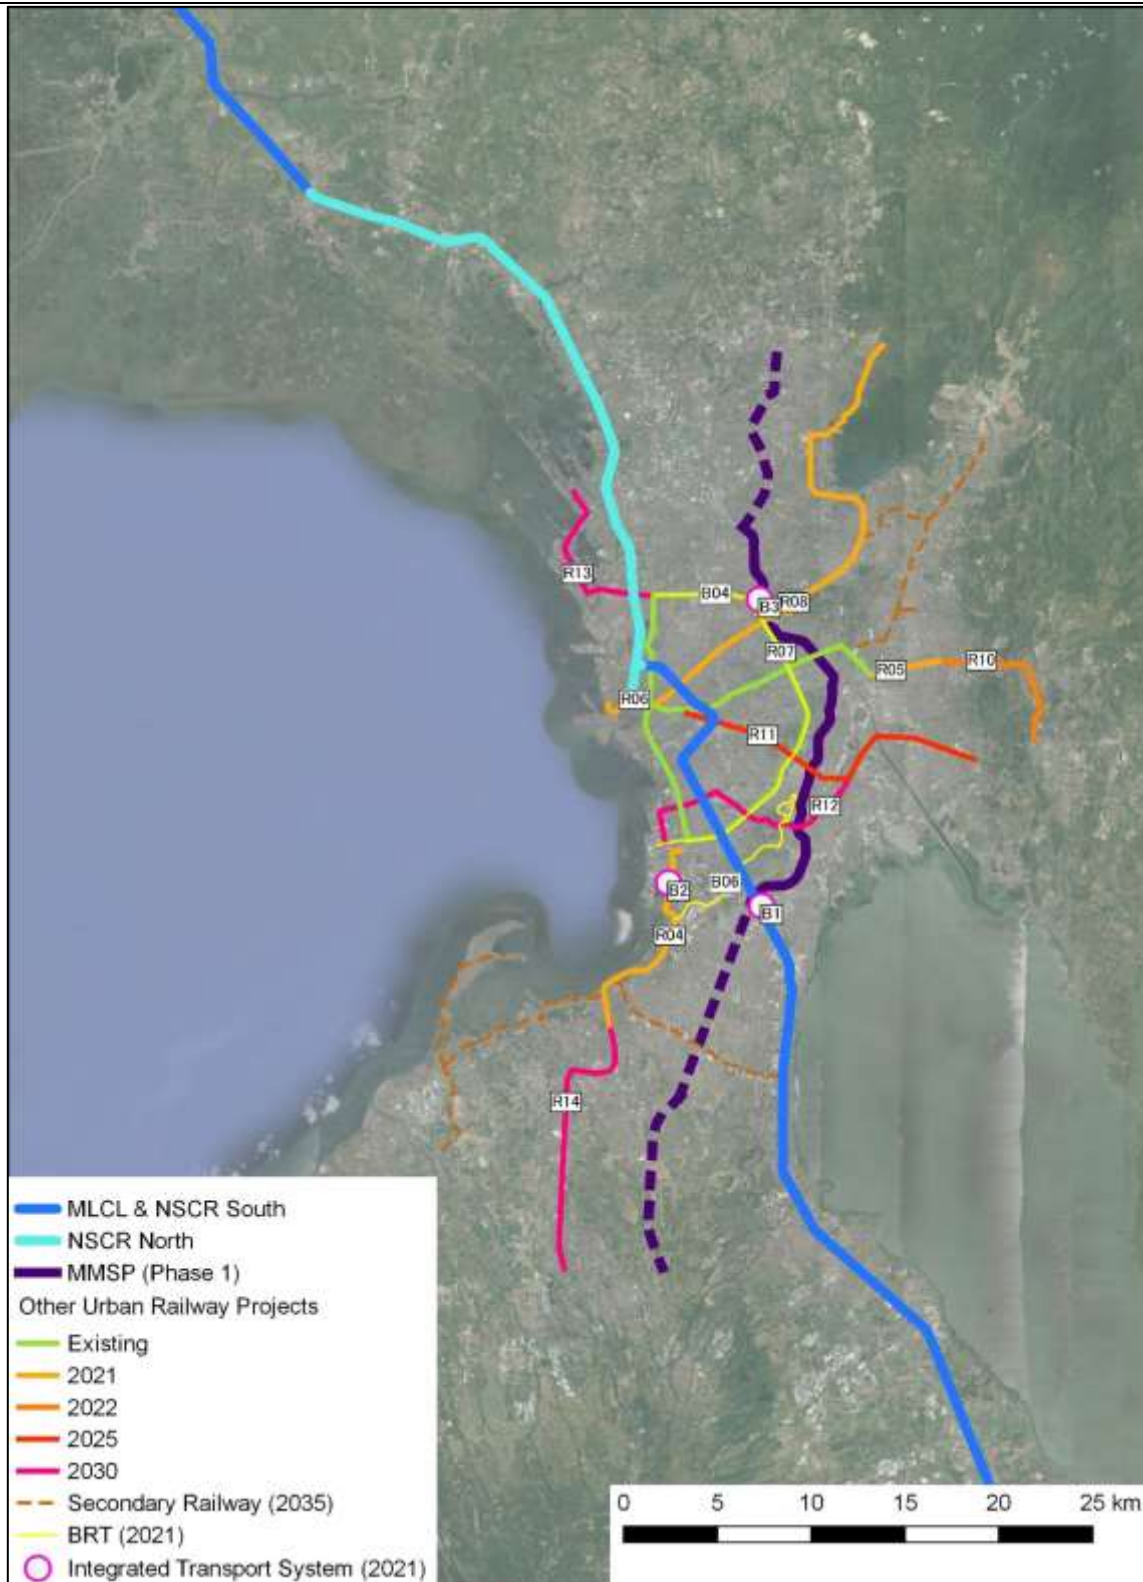 R13
B04
B3
R08
R07
R05
R10
R06
R11
R12
B06
B2
B1
R04
R14
MLCL & NSCR South
NSCR North
MMSP (Phase 1)
Other Urban Railway Projects
Existing
2021
2022
2025
2030
Secondary Railway (2035)
BRT (2021)
Integrated Transport System (2021)
0 5 10 15 20 25 km